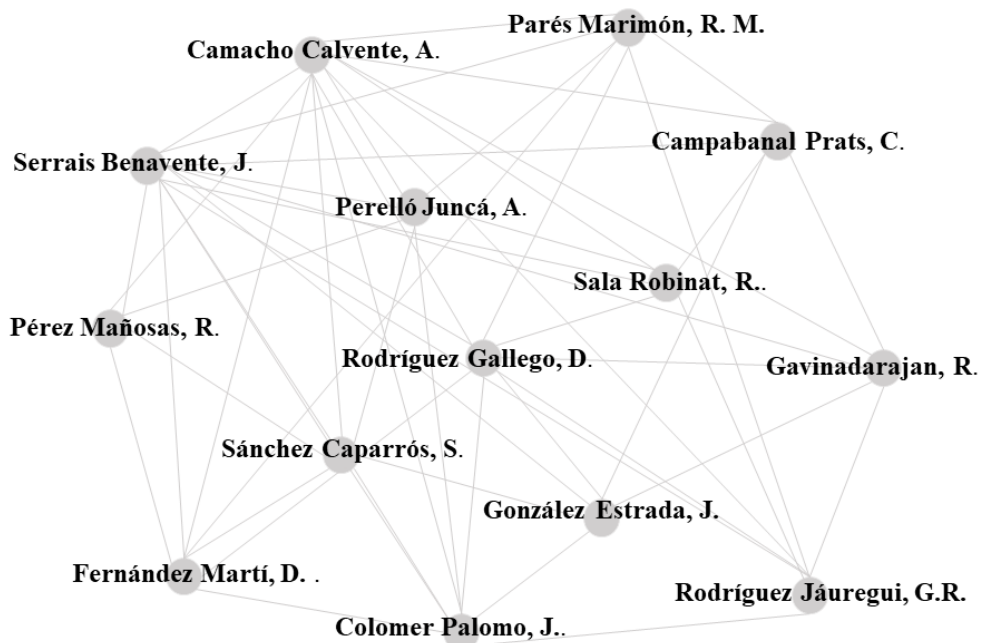 Parés Marimón, R. M.
Camacho Calvente, A.
Campabanal Prats, C.
Serrais Benavente, J.
Perelló Juncá, A.
Sala Robinat, R..
Pérez Mañosas, R.
Rodríguez Gallego, D.
Gavinadarajan, R.
Sánchez Caparrós, S.
González Estrada, J.
Fernández Martí, D. .
Rodríguez Jáuregui, G.R.
Colomer Palomo, J..